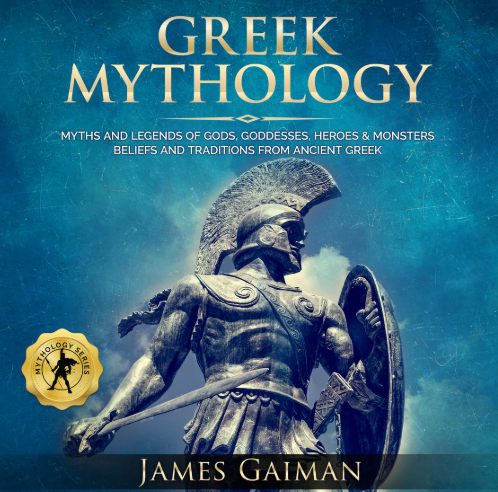 GREEK
MYTHOLOGY
MYTHS AND LEGENDS OF GODS, GODDESSES, HEROES & MONSTERS
BELIEFS AND TRADITIONS FROM ANCIENT GREEK
MYTHOLOGY SERIES
JAMES GAIMAN